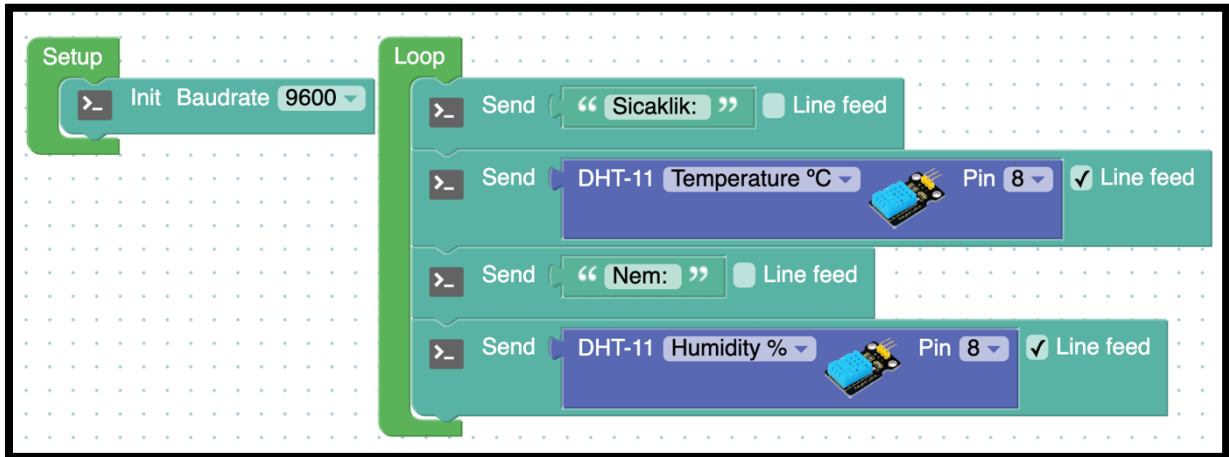 Setup
Init Baudrate 9600
Loop
Send “ Sicaklik: ” Line feed
Send DHT-11 Temperature ºC Pin 8 Line feed
Send “ Nem: ” Line feed
Send DHT-11 Humidity % Pin 8 Line feed